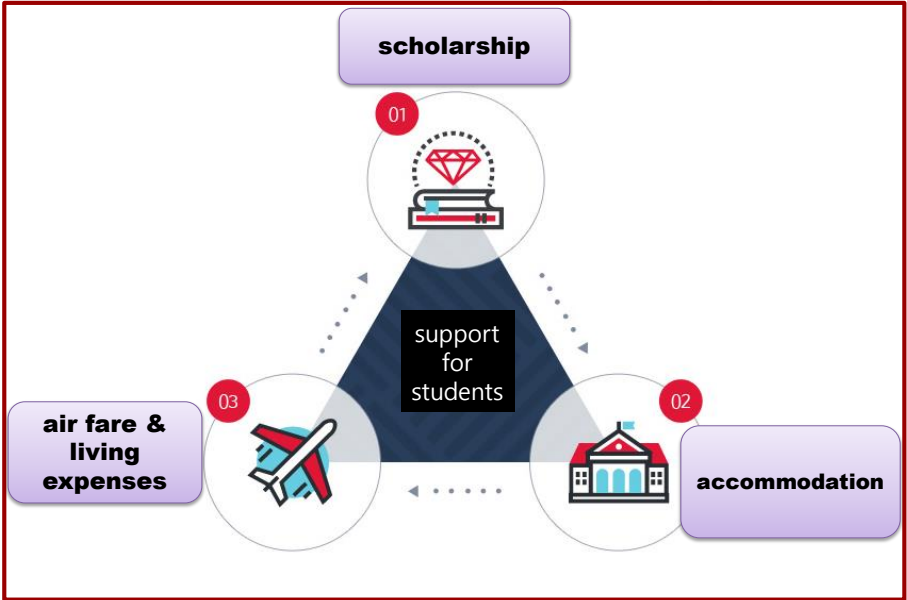 scholarship
01
support
for
students
03
02
air fare &
living
expenses
accommodation